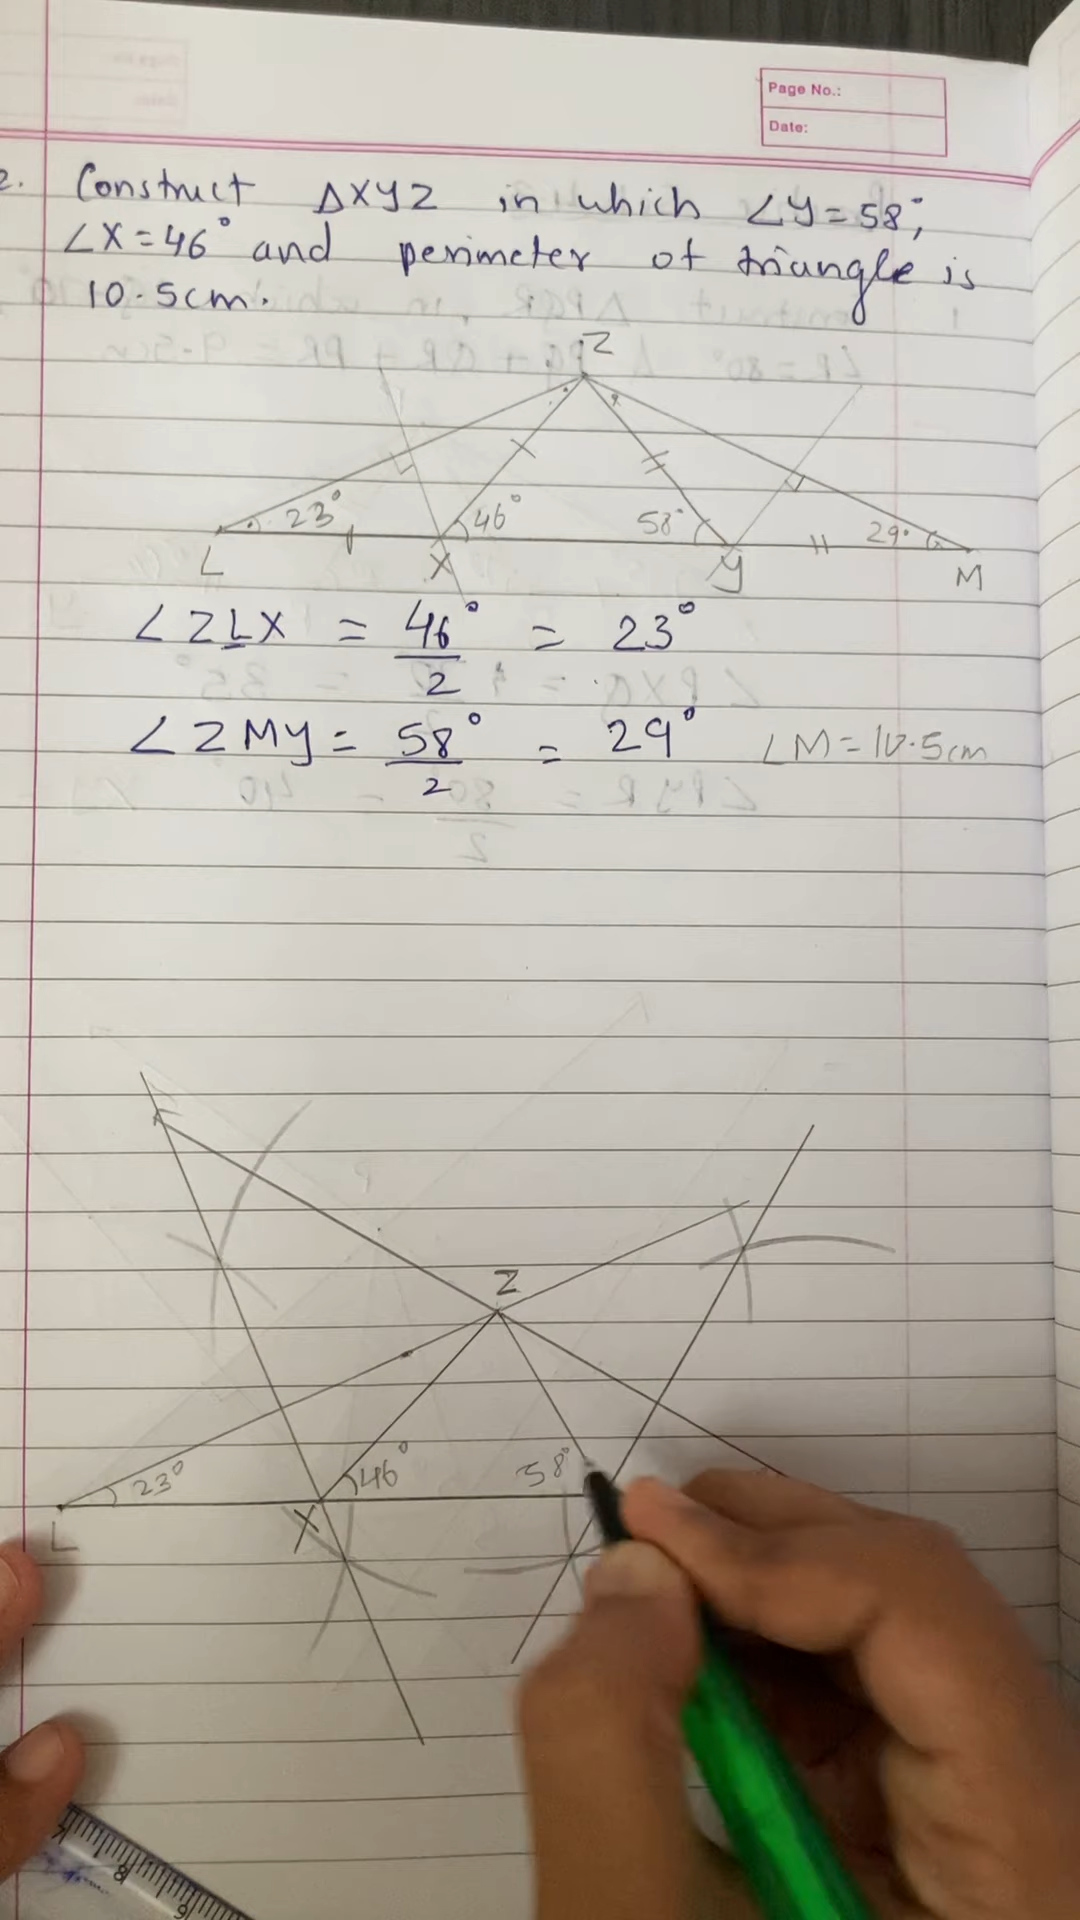 Page No.:
Date:
2. Construct ΔXYZ in which ∠Y=58°,
∠X=46° and perimeter of triangle is
10.5cm.
Z
23° 46° 58° 29°
L X Y M
∠ZLX = 46°/2 = 23°
∠ZMY = 58°/2 = 29° LM=10.5cm
Z
23° 46° 58°
L X